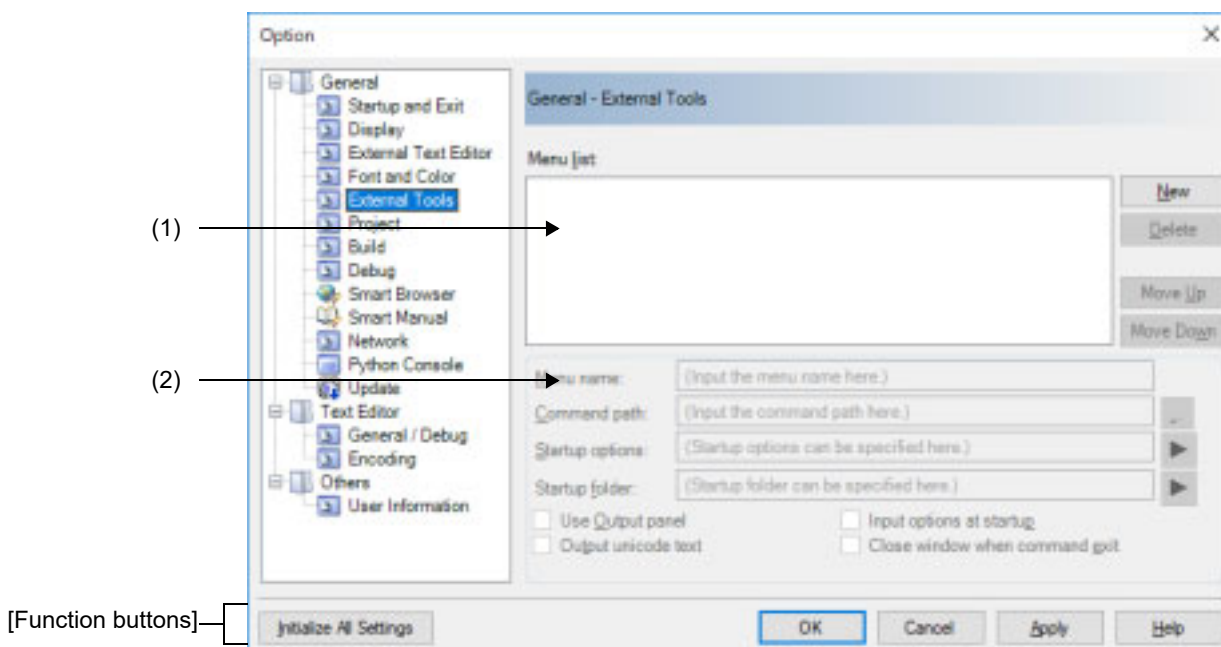 Option
General
Startup and Exit
Display
External Text Editor
Font and Color
External Tools
Project
Build
Debug
Smart Browser
Smart Manual
Network
Python Console
Update
Text Editor
General / Debug
Encoding
Others
User Information
General - External Tools
Menu list
New
Delete
Move Up
Move Down
Menu name: (Input the menu name here.)
Command path: (Input the command path here.) ...
Startup options: (Startup options can be specified here.)
Startup folder: (Startup folder can be specified here.)
Use Output panel Input options at startup
Output unicode text Close window when command exit
(1)
(2)
[Function buttons]
Initialize All Settings OK Cancel Apply Help